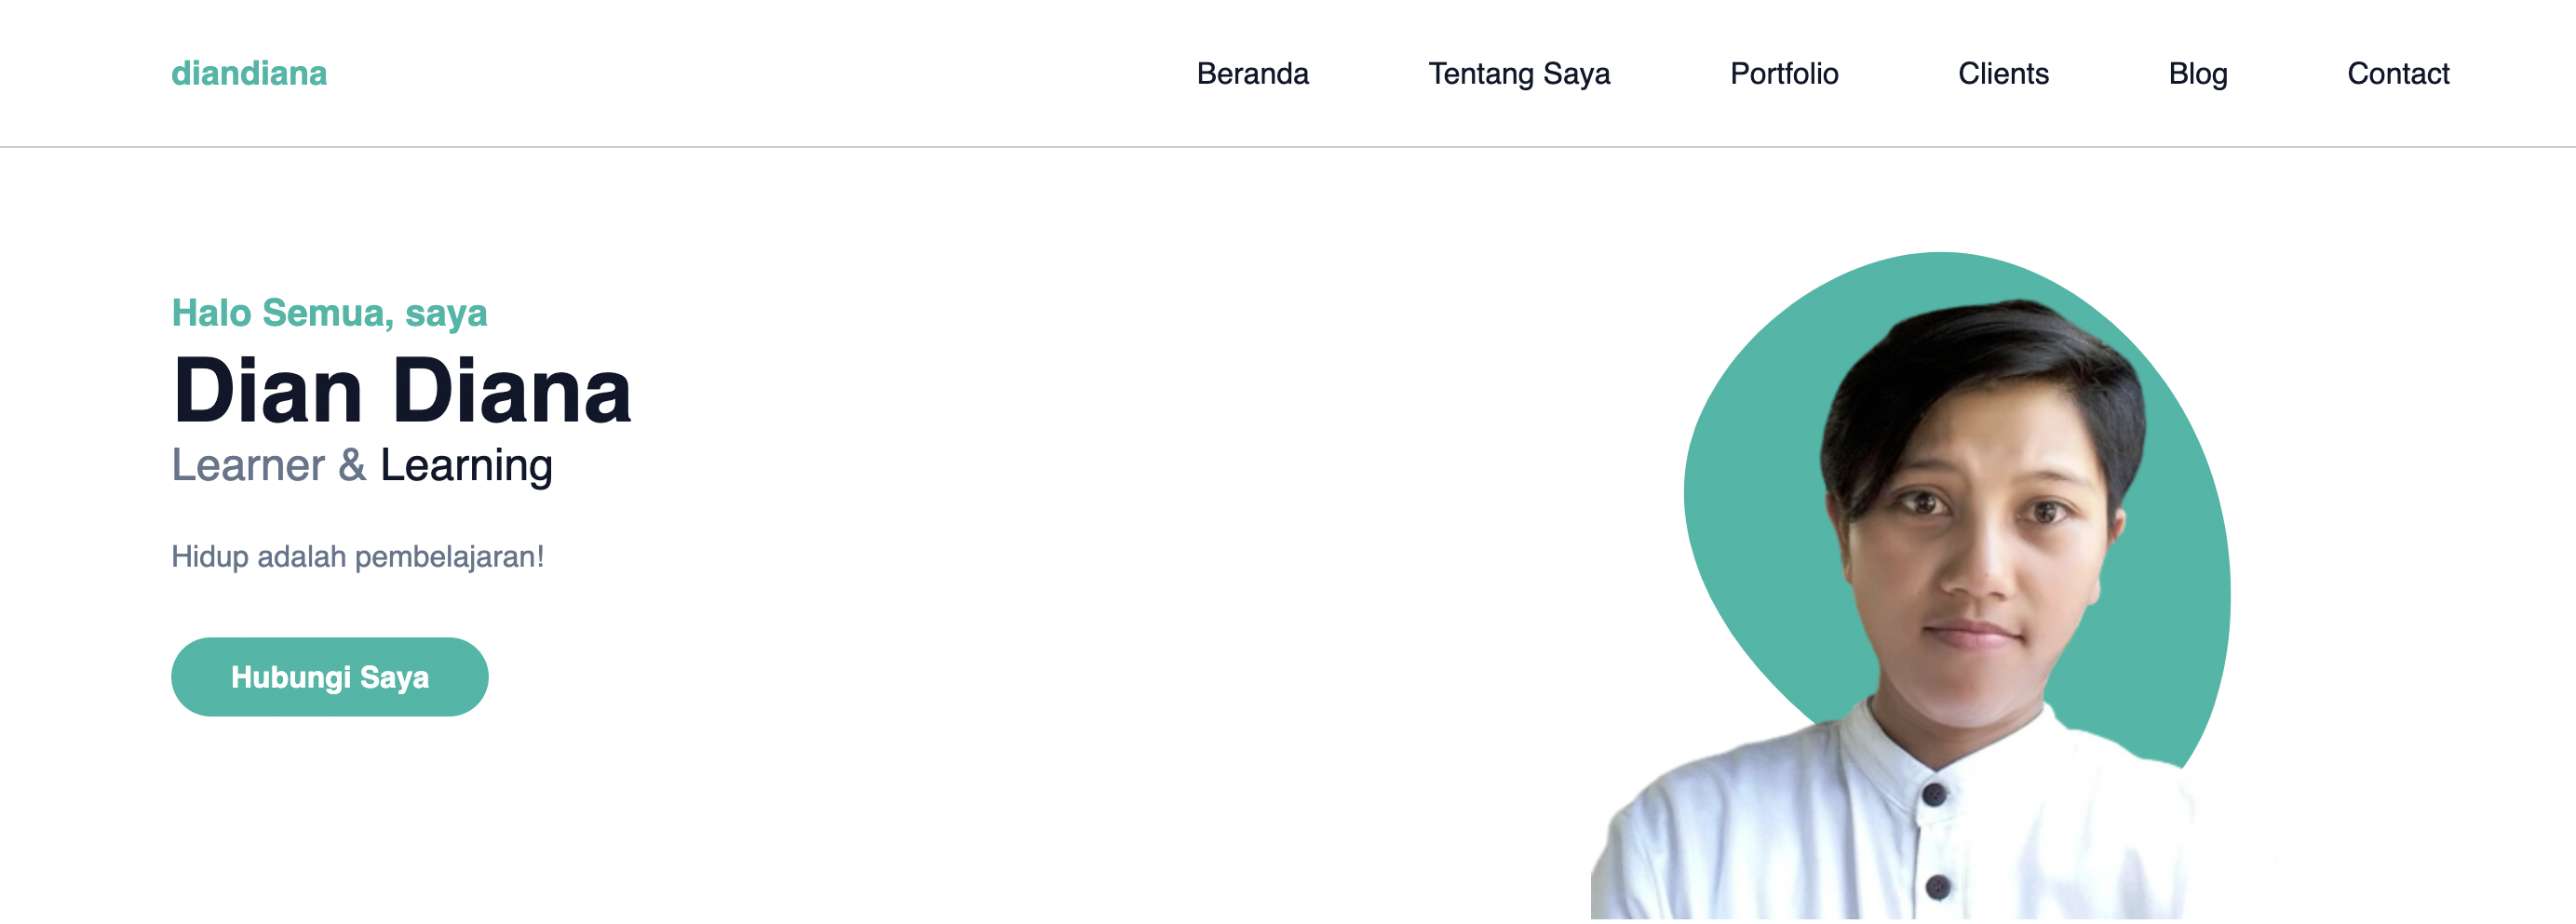 diandiana
Beranda Tentang Saya Portfolio Clients Blog Contact
Halo Semua, saya
Dian Diana
Learner & Learning
Hidup adalah pembelajaran!
Hubungi Saya